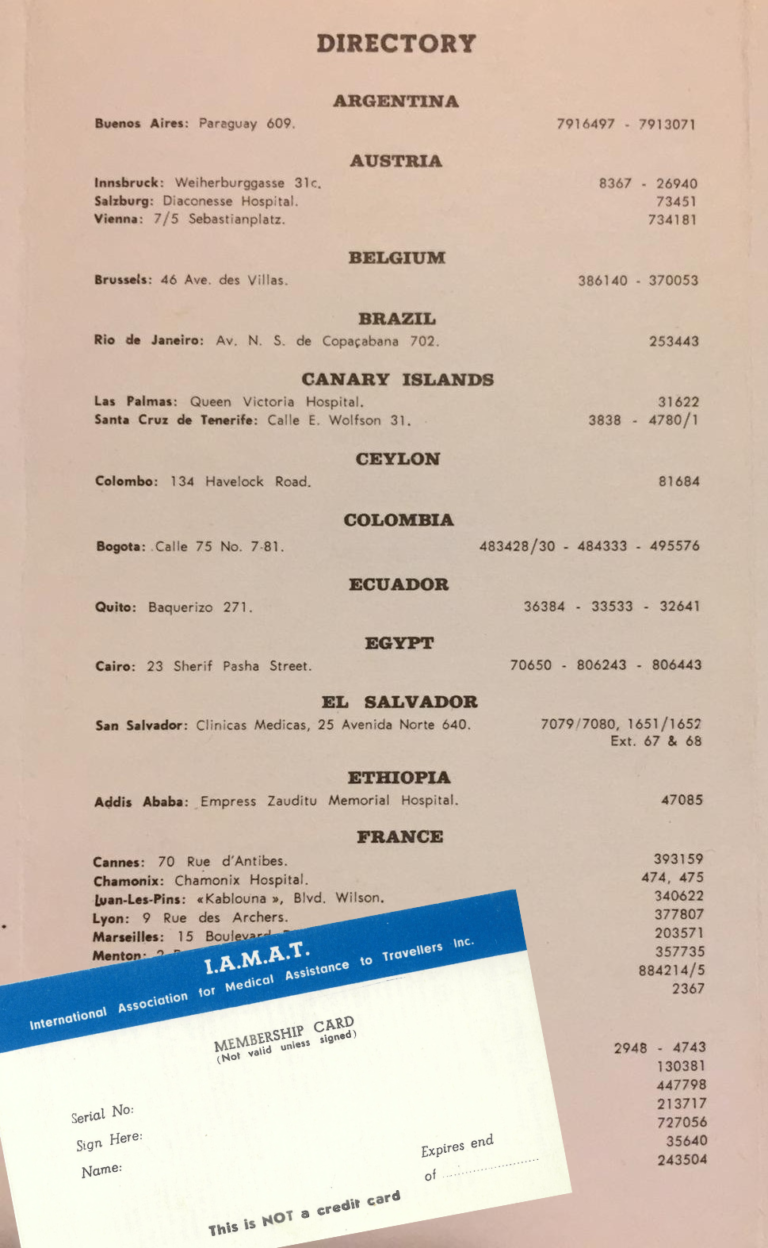 DIRECTORY
ARGENTINA
Buenos Aires: Paraguay 609. 7916497 - 7913071
AUSTRIA
Innsbruck: Weiherburggasse 31c. 8367 - 26940
Salzburg: Diaconesse Hospital. 73451
Vienna: 7/5 Sebastianplatz. 734181
BELGIUM
Brussels: 46 Ave. des Villas. 386140 - 370053
BRAZIL
Rio de Janeiro: Av. N. S. de Copaçabana 702. 253443
CANARY ISLANDS
Las Palmas: Queen Victoria Hospital. 31622
Santa Cruz de Tenerife: Calle E. Wolfson 31. 3838 - 4780/1
CEYLON
Colombo: 134 Havelock Road. 81684
COLOMBIA
Bogota: Calle 75 No. 7-81. 483428/30 - 484333 - 495576
ECUADOR
Quito: Baquerizo 271. 36384 - 33533 - 32641
EGYPT
Cairo: 23 Sherif Pasha Street. 70650 - 806243 - 806443
EL SALVADOR
San Salvador: Clinicas Medicas, 25 Avenida Norte 640. 7079/7080, 1651/1652
Ext. 67 & 68
ETHIOPIA
Addis Ababa: Empress Zauditu Memorial Hospital. 47085
FRANCE
Cannes: 70 Rue d'Antibes. 393159
Chamonix: Chamonix Hospital. 474, 475
Juan-Les-Pins: «Kablouna», Blvd. Wilson. 340622
Lyon: 9 Rue des Archers. 377807
Marseilles: 15 Boulevard 203571
Menton: 357735
884214/5
2367
2948 - 4743
130381
447798
213717
727056
35640
243504
I.A.M.A.T.
International Association for Medical Assistance to Travellers Inc.
MEMBERSHIP CARD
(Not valid unless signed)
Serial No:
Sign Here:
Name:
Expires end
of
This is NOT a credit card